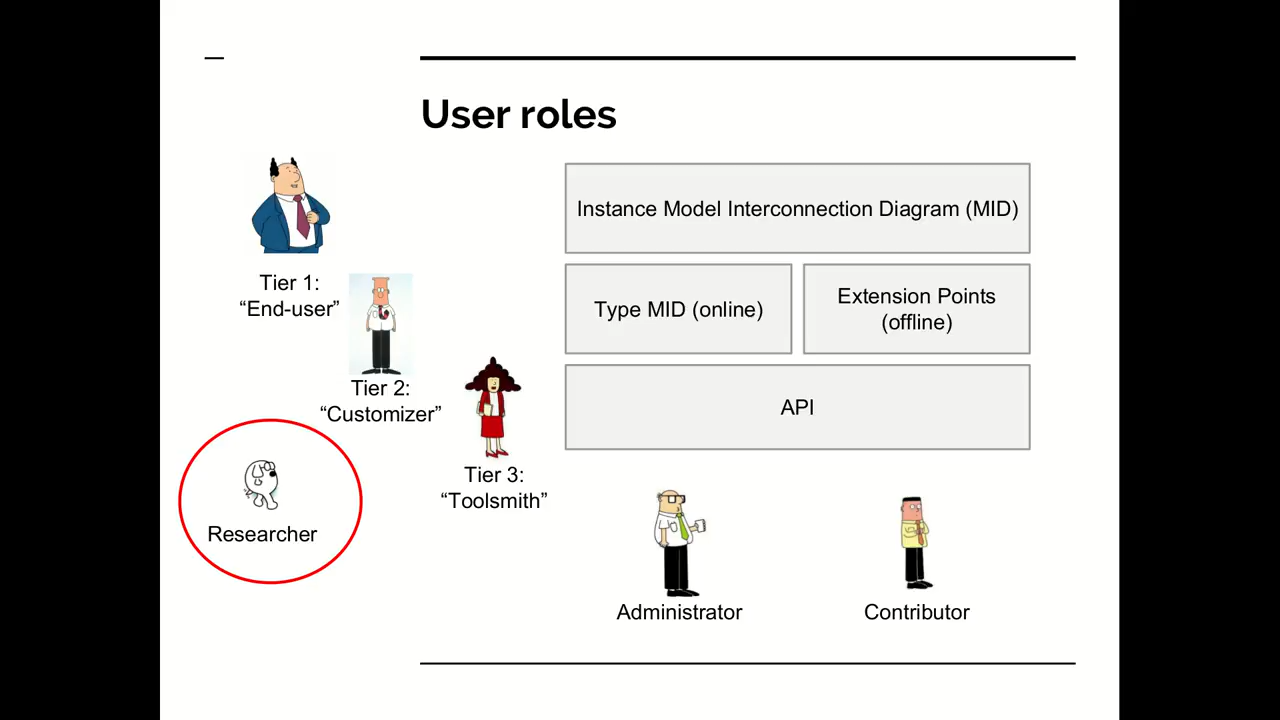 User roles
Instance Model Interconnection Diagram (MID)
Tier 1:
“End-user”
Type MID (online)
Extension Points
(offline)
Tier 2:
“Customizer”
API
Tier 3:
“Toolsmith”
Researcher
Administrator
Contributor